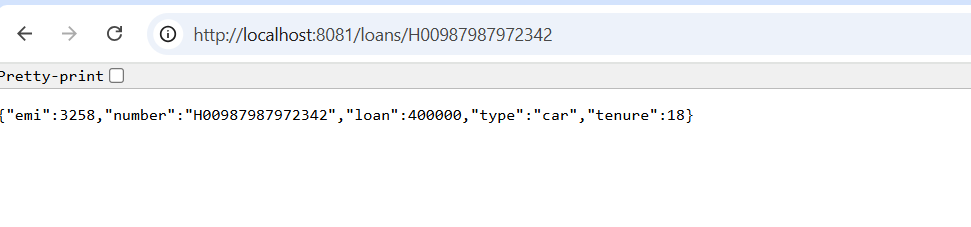 http://localhost:8081/loans/H00987987972342
Pretty-print
{"emi":3258,"number":"H00987987972342","loan":400000,"type":"car","tenure":18}